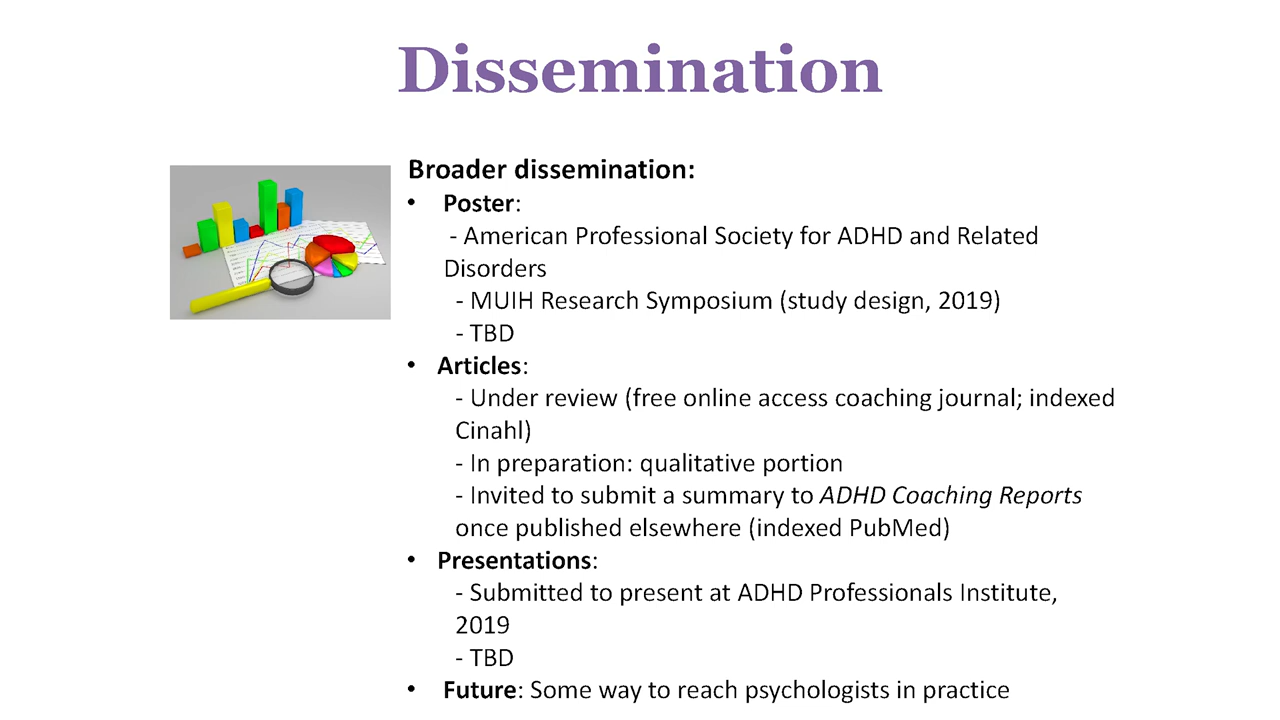 Dissemination
Broader dissemination:
• Poster:
- American Professional Society for ADHD and Related
Disorders
- MUIH Research Symposium (study design, 2019)
- TBD
• Articles:
- Under review (free online access coaching journal; indexed
Cinahl)
- In preparation: qualitative portion
- Invited to submit a summary to ADHD Coaching Reports
once published elsewhere (indexed PubMed)
• Presentations:
- Submitted to present at ADHD Professionals Institute,
2019
- TBD
• Future: Some way to reach psychologists in practice